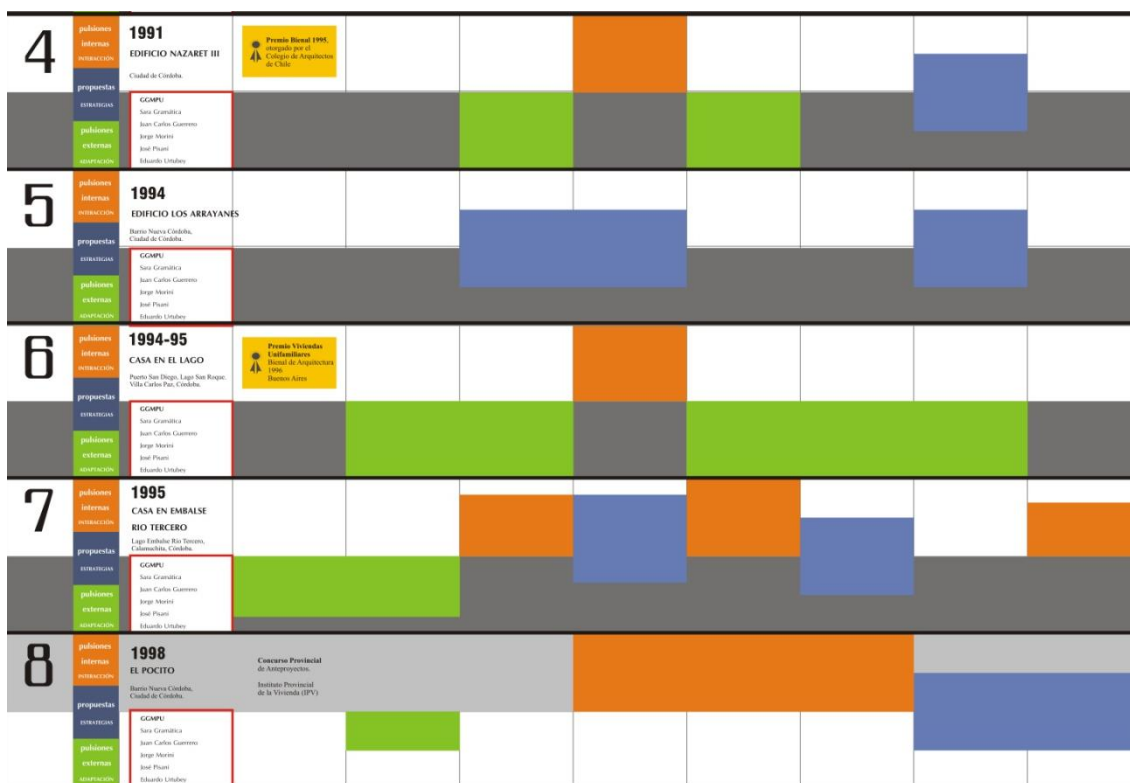 4
pulsiones
internas
INTERACCIÓN
propuestas
ESTRATEGIAS
pulsiones
externas
ADAPTACIÓN
1991
EDIFICIO NAZARET III
Ciudad de Córdoba.
GGMPU
Sara Gramática
Juan Carlos Guerrero
Jorge Morini
José Pisani
Eduardo Urtubey
Premio Bienal 1995,
otorgado por el
Colegio de Arquitectos
de Chile
5
pulsiones
internas
INTERACCIÓN
propuestas
ESTRATEGIAS
pulsiones
externas
ADAPTACIÓN
1994
EDIFICIO LOS ARRAYANES
Barrio Nueva Córdoba,
Ciudad de Córdoba.
GGMPU
Sara Gramática
Juan Carlos Guerrero
Jorge Morini
José Pisani
Eduardo Urtubey
6
pulsiones
internas
INTERACCIÓN
propuestas
ESTRATEGIAS
pulsiones
externas
ADAPTACIÓN
1994-95
CASA EN EL LAGO
Puerto San Diego, Lago San Roque.
Villa Carlos Paz, Córdoba.
GGMPU
Sara Gramática
Juan Carlos Guerrero
Jorge Morini
José Pisani
Eduardo Urtubey
Premio Viviendas
Unifamiliares
Bienal de Arquitectura
1996
Buenos Aires
7
pulsiones
internas
INTERACCIÓN
propuestas
ESTRATEGIAS
pulsiones
externas
ADAPTACIÓN
1995
CASA EN EMBALSE
RIO TERCERO
Lago Embalse Río Tercero,
Calamuchita, Córdoba.
GGMPU
Sara Gramática
Juan Carlos Guerrero
Jorge Morini
José Pisani
Eduardo Urtubey
8
pulsiones
internas
INTERACCIÓN
propuestas
ESTRATEGIAS
pulsiones
externas
ADAPTACIÓN
1998
EL POCITO
Barrio Nueva Córdoba,
Ciudad de Córdoba.
GGMPU
Sara Gramática
Juan Carlos Guerrero
Jorge Morini
José Pisani
Eduardo Urtubey
Concurso Provincial
de Anteproyectos.
Instituto Provincial
de la Vivienda (IPV)